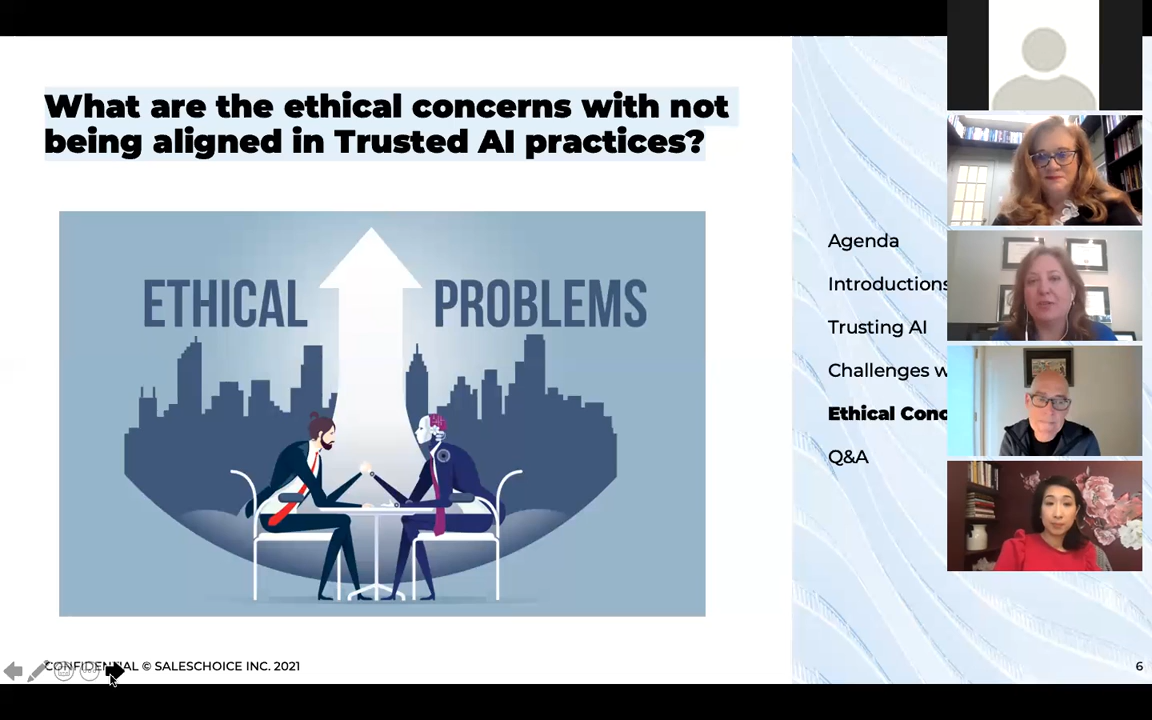 What are the ethical concerns with not
being aligned in Trusted AI practices?
ETHICAL PROBLEMS
Agenda
Introductions
Trusting AI
Challenges w
Ethical Conc
Q&A
CONFIDENTIAL © SALESCHOICE INC. 2021
6